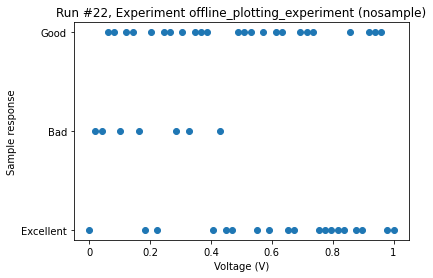 Run #22, Experiment offline_plotting_experiment (nosample)
Good
Bad
Excellent
Sample response
0 0.2 0.4 0.6 0.8 1
Voltage (V)